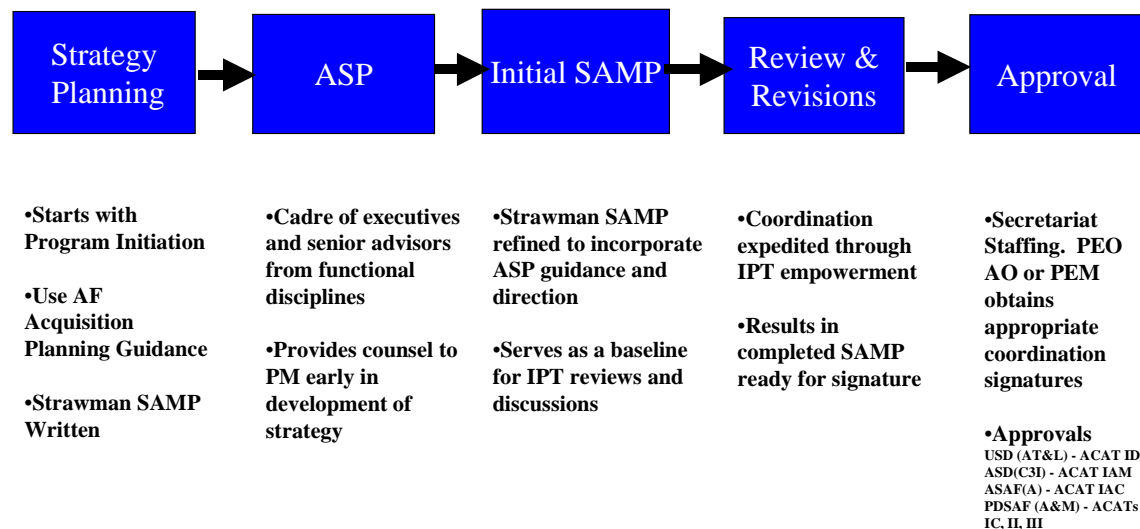 Strategy
Planning
ASP
Initial SAMP
Review &
Revisions
Approval
•Starts with
Program Initiation
•Use AF
Acquisition
Planning Guidance
•Strawman SAMP
Written
•Cadre of executives
and senior advisors
from functional
disciplines
•Provides counsel to
PM early in
development of
strategy
•Strawman SAMP
refined to incorporate
ASP guidance and
direction
•Serves as a baseline
for IPT reviews and
discussions
•Coordination
expedited through
IPT empowerment
•Results in
completed SAMP
ready for signature
•Secretariat
Staffing.  PEO
AO or PEM
obtains
appropriate
coordination
signatures
•Approvals
USD (AT&L) - ACAT ID
ASD(C3I) - ACAT IAM
ASAF(A) - ACAT IAC
PDSAF (A&M) - ACATs
IC, II, III